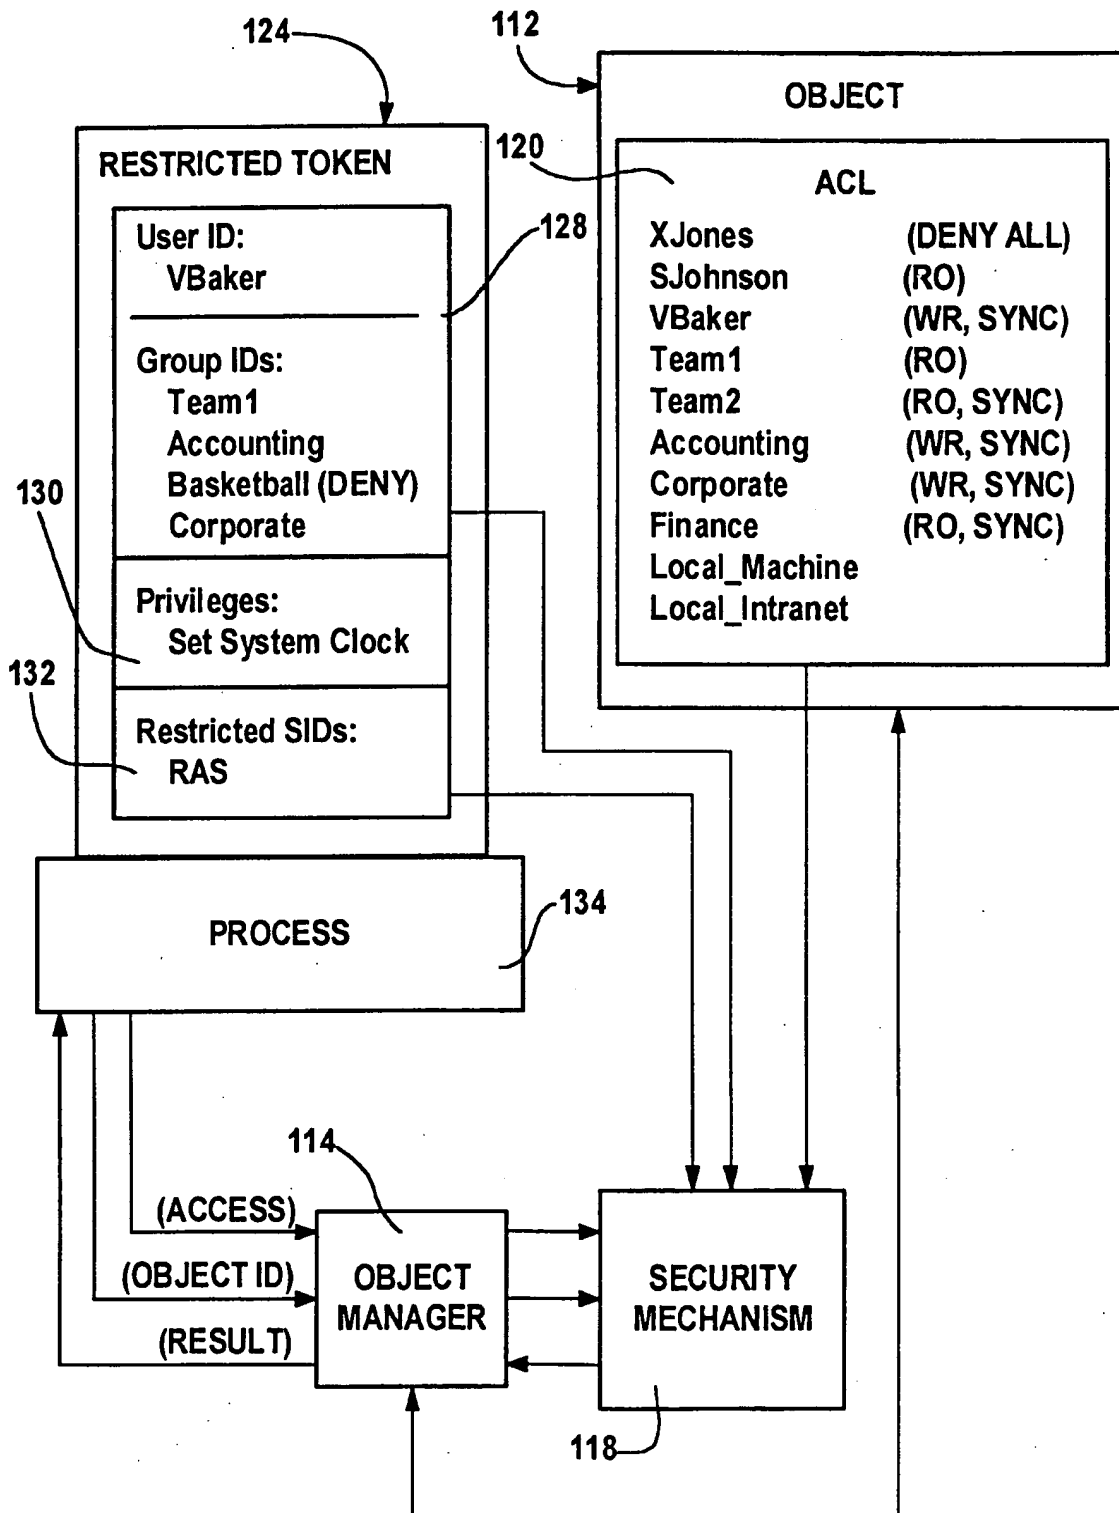 124
112
OBJECT
RESTRICTED TOKEN
120
ACL
User ID:
VBaker
128
Group IDs:
Team1
Accounting
Basketball (DENY)
Corporate
130
Privileges:
Set System Clock
132
Restricted SIDs:
RAS
XJones (DENY ALL)
SJohnson (RO)
VBaker (WR, SYNC)
Team1 (RO)
Team2 (RO, SYNC)
Accounting (WR, SYNC)
Corporate (WR, SYNC)
Finance (RO, SYNC)
Local_Machine
Local_Intranet
PROCESS
134
114
(ACCESS)
(OBJECT ID)
(RESULT)
OBJECT
MANAGER
SECURITY
MECHANISM
118